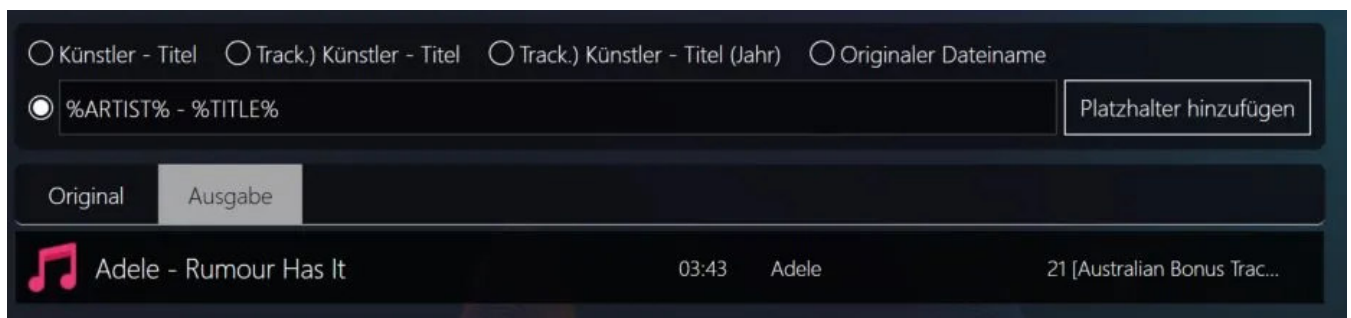 Künstler - Titel Track.) Künstler - Titel Track.) Künstler - Titel (Jahr) Originaler Dateiname
%ARTIST% - %TITLE% Platzhalter hinzufügen
Original Ausgabe
Adele - Rumour Has It 03:43 Adele 21 [Australian Bonus Trac...